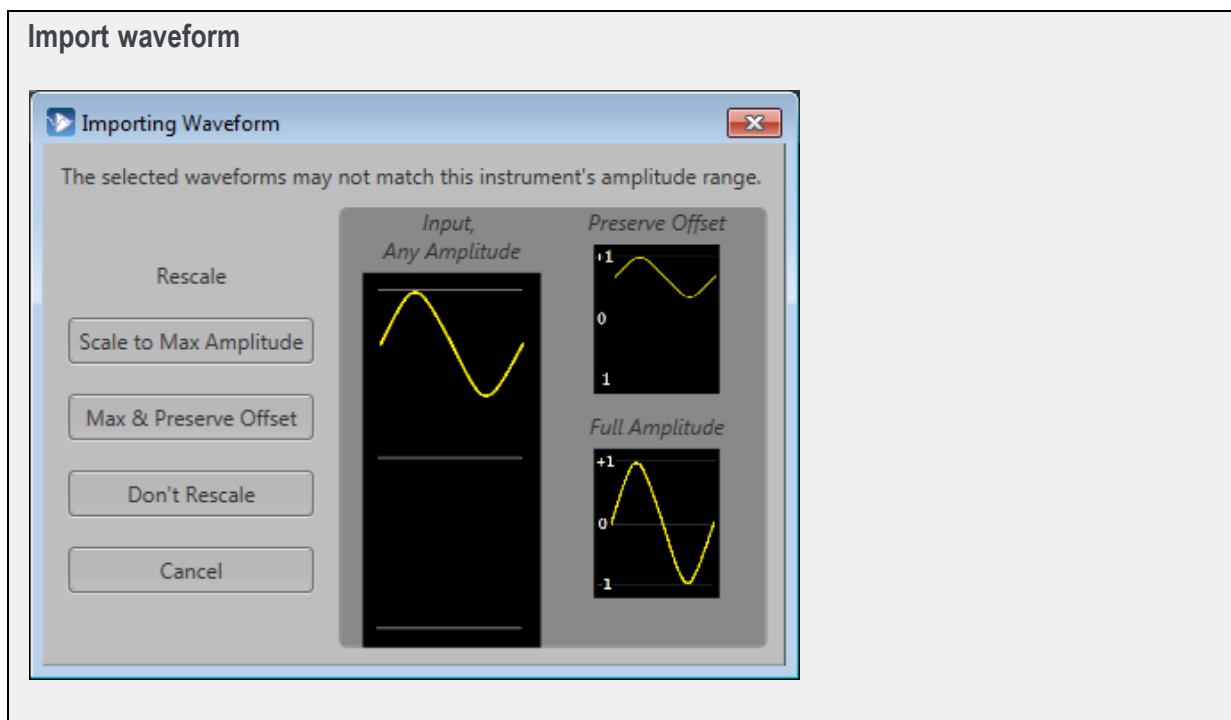 Import waveform
Importing Waveform
The selected waveforms may not match this instrument's amplitude range.
Rescale
Scale to Max Amplitude
Max & Preserve Offset
Don't Rescale
Cancel
Input,
Any Amplitude
Preserve Offset
+1
0
1
Full Amplitude
+1
0
-1